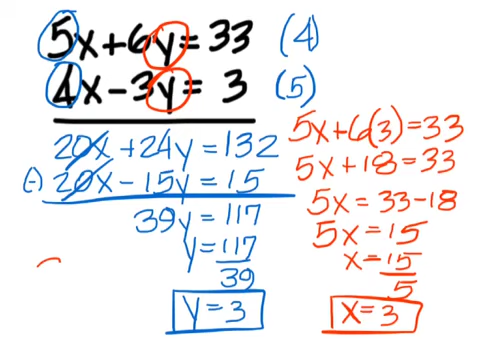 5x+6y=33 (4)
4x-3y= 3 (5)
20x +24y=132
(-) 20x - 15y = 15
39y = 117
y= 117/39
y=3
5x+6(3)=33
5x+18=33
5x = 33-18
5x = 15
x = 15/5
x=3